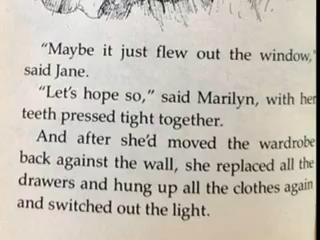 "Maybe it just flew out the window,"
said Jane.
"Let's hope so," said Marilyn, with her
teeth pressed tight together.
And after she'd moved the wardrobe
back against the wall, she replaced all the
drawers and hung up all the clothes again
and switched out the light.